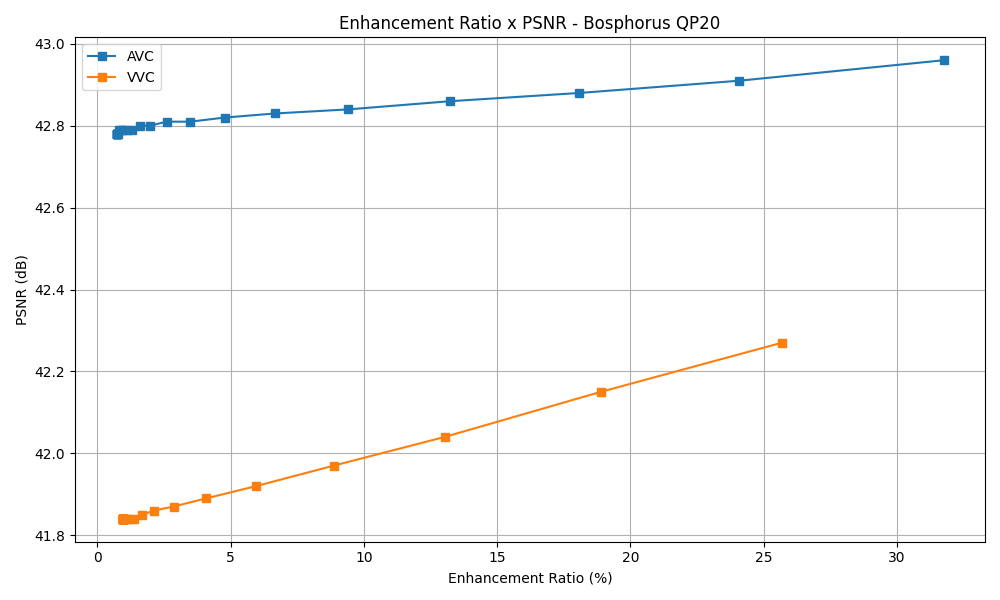 Enhancement Ratio x PSNR - Bosphorus QP20
AVC
VVC
PSNR (dB)
43.0
42.8
42.6
42.4
42.2
42.0
41.8
0
5
10
15
20
25
30
Enhancement Ratio (%)